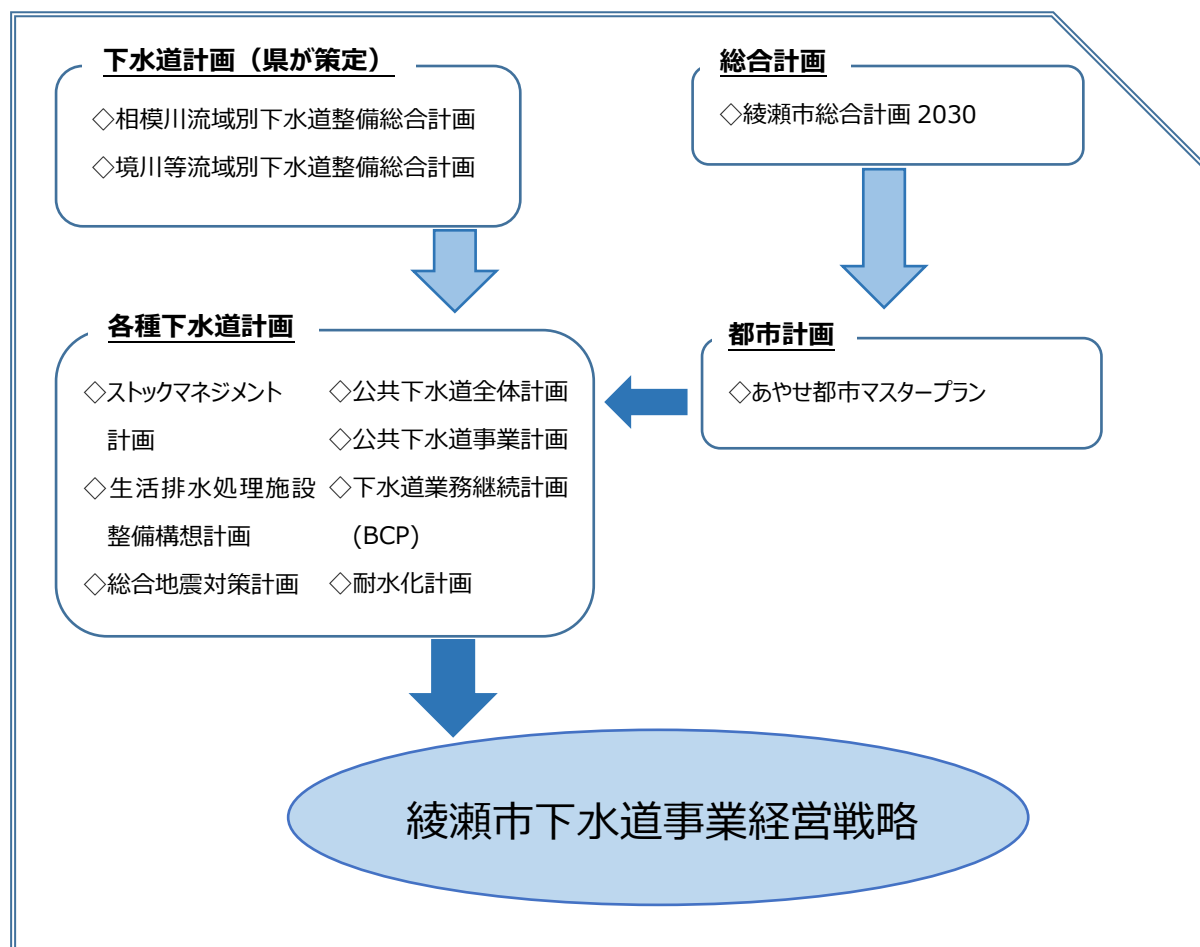 下水道計画（県が策定）
◇相模川流域別下水道整備総合計画
◇境川等流域別下水道整備総合計画
総合計画
◇綾瀬市総合計画 2030
各種下水道計画
◇ストックマネジメント
計画
◇生活排水処理施設
整備構想計画
◇総合地震対策計画
◇公共下水道全体計画
◇公共下水道事業計画
◇下水道業務継続計画
(BCP)
◇耐水化計画
都市計画
◇あやせ都市マスタープラン
綾瀬市下水道事業経営戦略